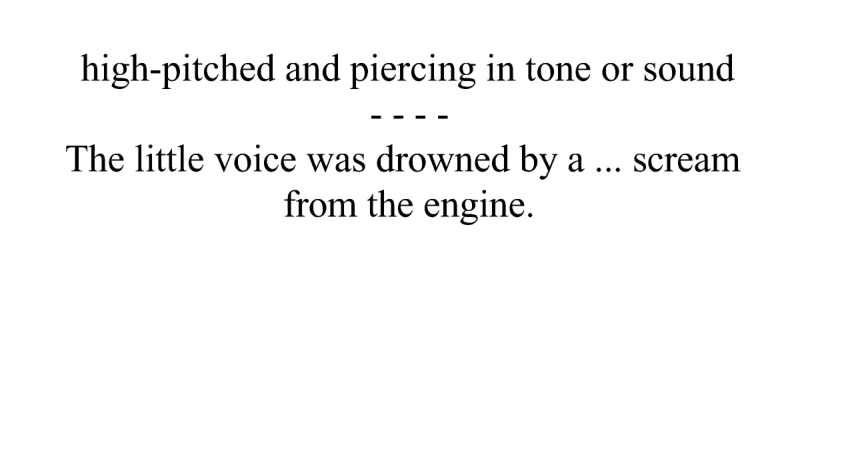 high-pitched and piercing in tone or sound
- - - -
The little voice was drowned by a ... scream
from the engine.